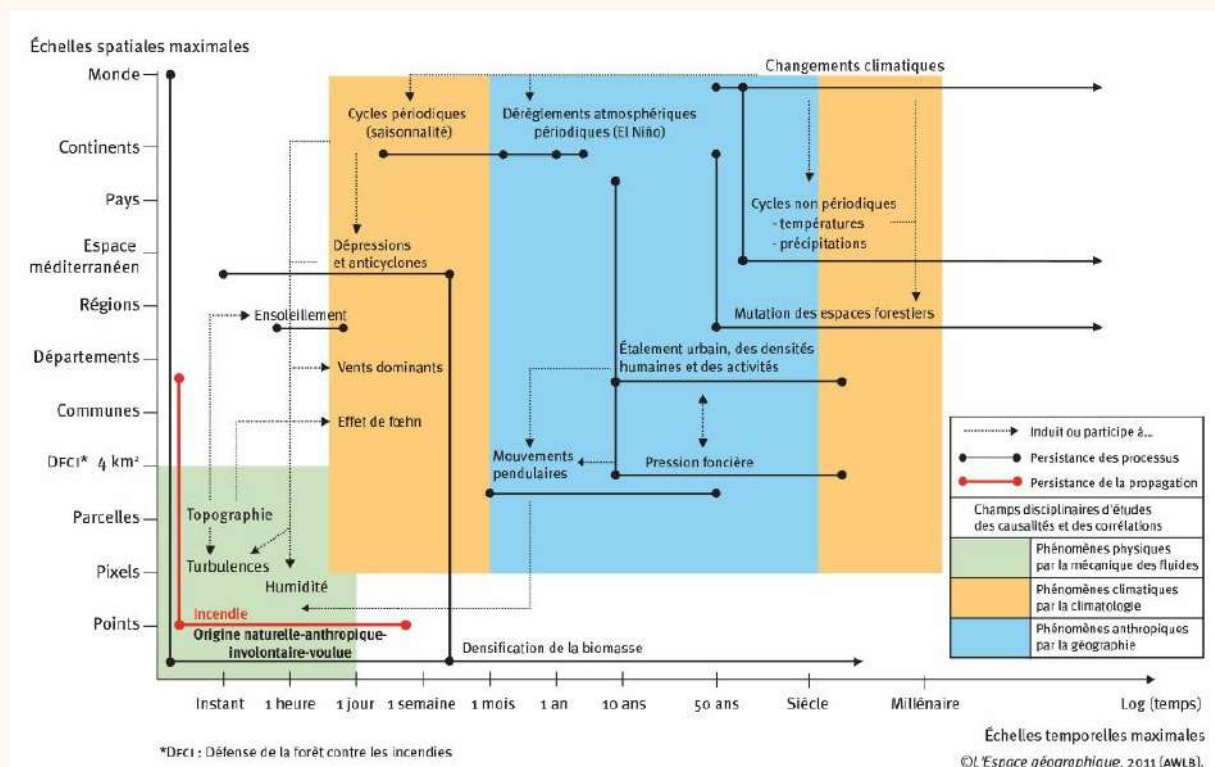 Échelles spatiales maximales
Monde
Continents
Pays
Espace
méditerranéen
Régions
Départements
Communes
DFCI* 4 km²
Parcelles
Pixels
Points
Changements climatiques
Cycles périodiques
(saisonnalité)
Dérèglements atmosphériques
périodiques (El Niño)
Cycles non périodiques
- températures
- précipitations
Dépressions
et anticyclones
Ensoleillement
Mutation des espaces forestiers
Étalement urbain, des densités
humaines et des activités
Vents dominants
Effet de fœhn
Mouvements
pendulaires
Pression foncière
Topographie
Turbulences
Humidité
Incendie
Origine naturelle-anthropique-
involontaire-voulue
Densification de la biomasse
Induit ou participe à...
Persistance des processus
Persistance de la propagation
Champs disciplinaires d'études
des causalités et des corrélations
Phénomènes physiques
par la mécanique des fluides
Phénomènes climatiques
par la climatologie
Phénomènes anthropiques
par la géographie
Instant
1 heure
1 jour
1 semaine
1 mois
1 an
10 ans
50 ans
Siècle
Millénaire
Log (temps)
Échelles temporelles maximales
*DFCI : Défense de la forêt contre les incendies
©L'Espace géographique, 2011 (AWLB).